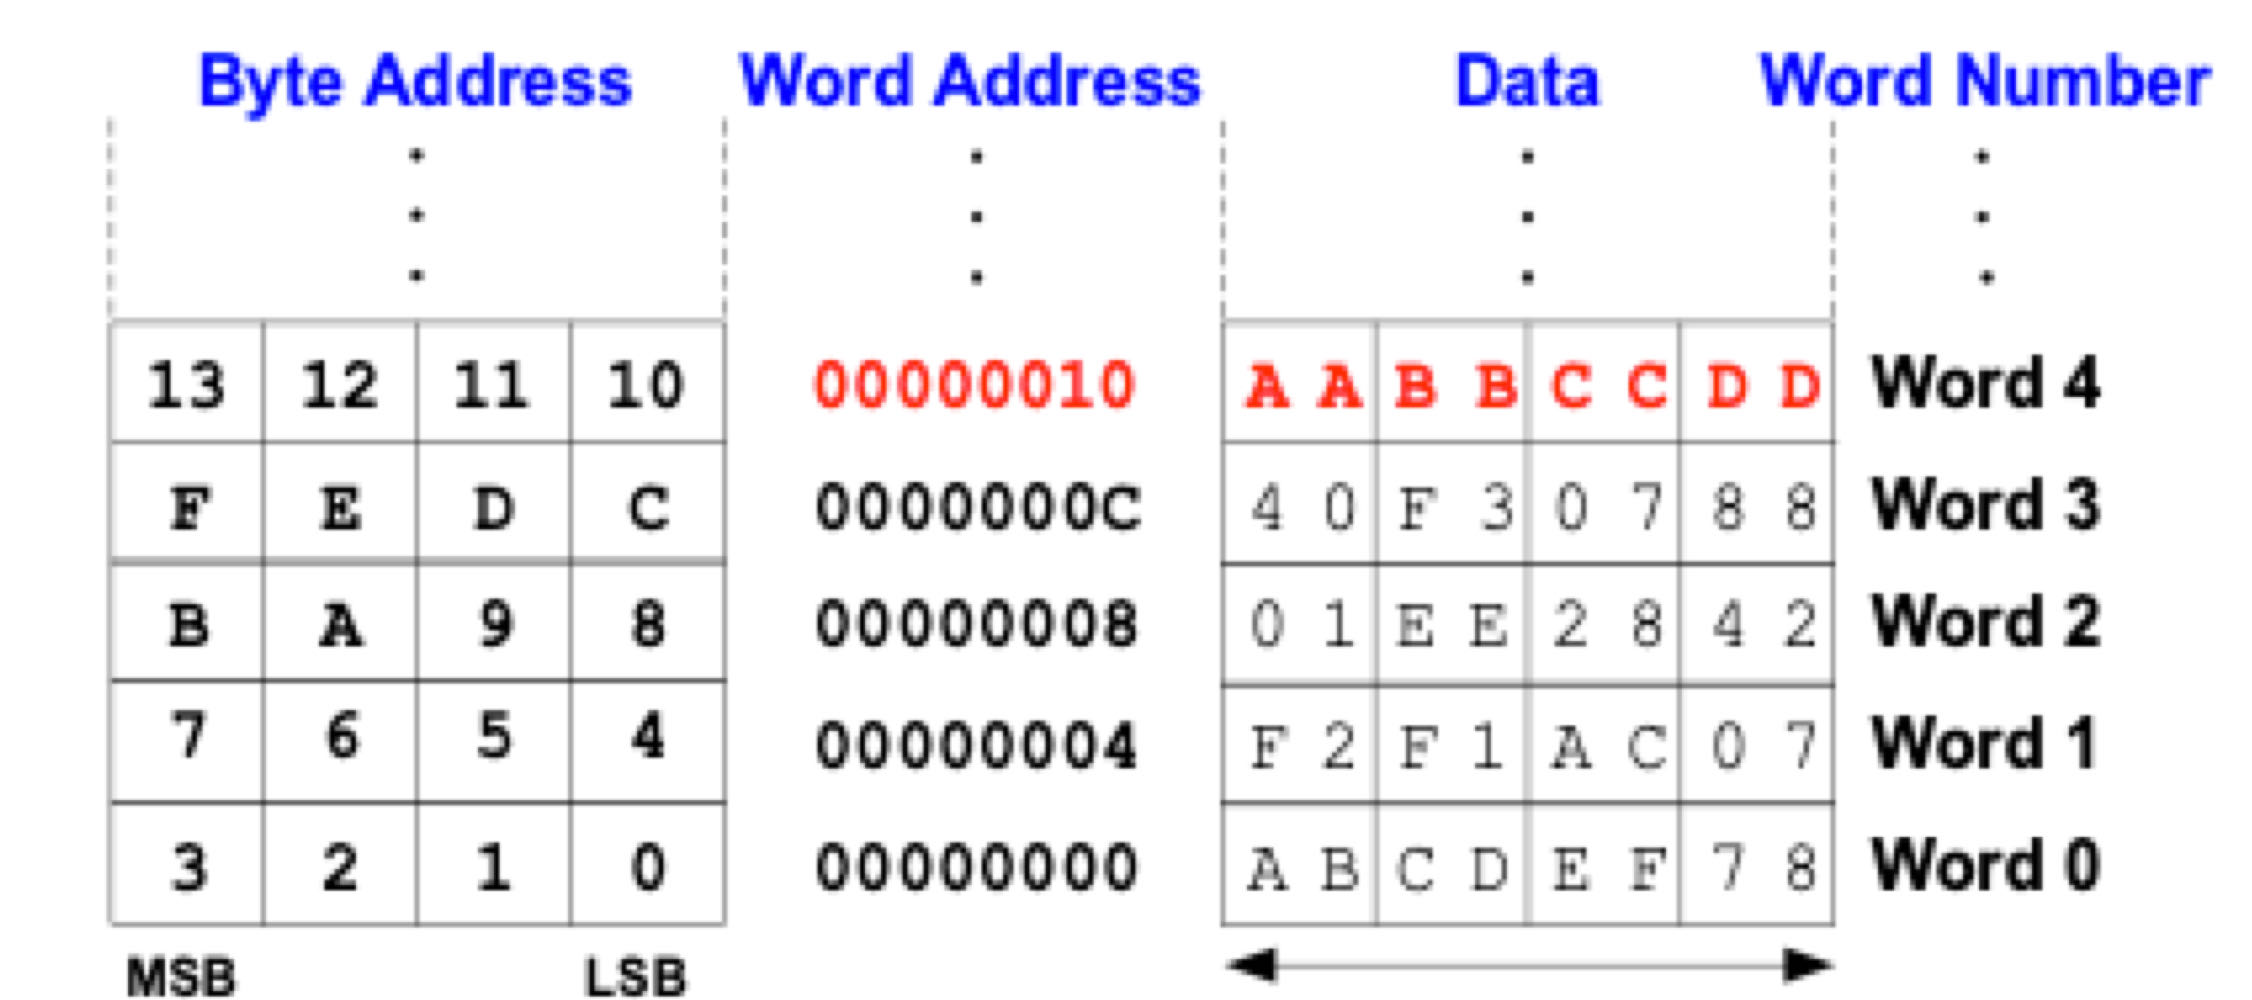 Byte Address Word Address Data Word Number
13 12 11 10 00000010 A A B B C C D D Word 4
F E D C 0000000C 4 0 F 3 0 7 8 8 Word 3
B A 9 8 00000008 0 1 E E 2 8 4 2 Word 2
7 6 5 4 00000004 F 2 F 1 A C 0 7 Word 1
3 2 1 0 00000000 A B C D E F 7 8 Word 0
MSB LSB